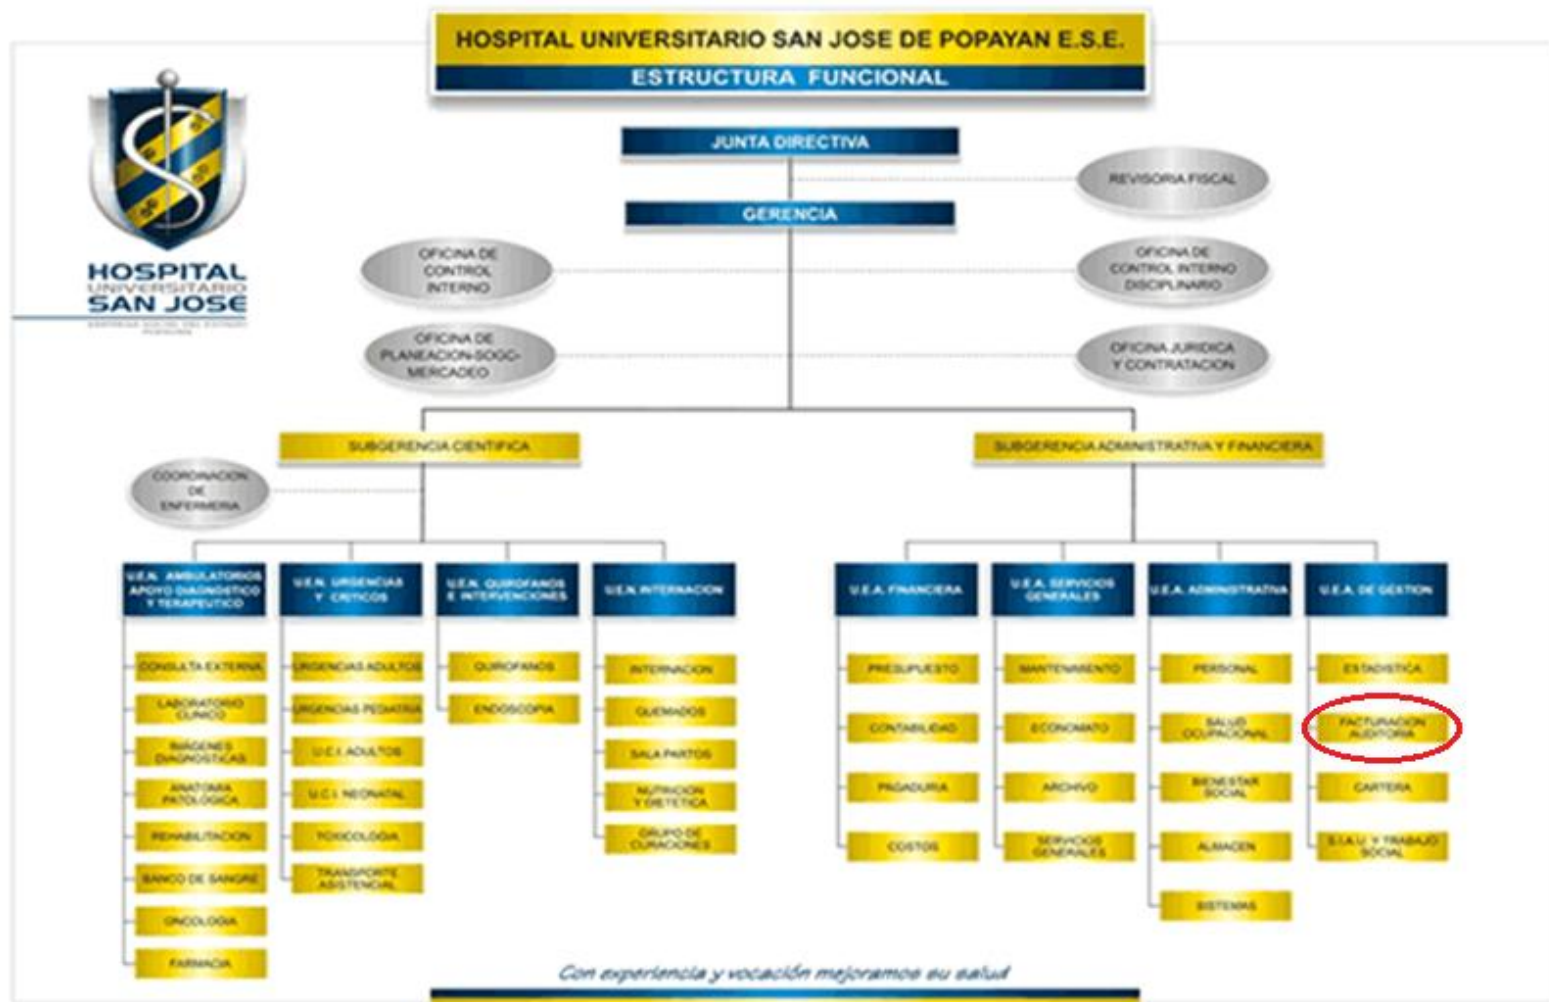 HOSPITAL UNIVERSITARIO SAN JOSE DE POPAYAN E.S.E.
ESTRUCTURA FUNCIONAL
HOSPITAL
UNIVERSITARIO
SAN JOSE
JUNTA DIRECTIVA
REVISORIA FISCAL
GERENCIA
OFICINA DE
CONTROL
INTERNO
OFICINA DE
CONTROL INTERNO
DISCIPLINARIO
OFICINA DE
PLANEACION-SOGC-
MERCADEO
OFICINA JURIDICA
Y CONTRATACION
SUBGERENCIA CIENTIFICA
SUBGERENCIA ADMINISTRATIVA Y FINANCIERA
COORDINACION
DE
ENFERMERIA
U.E.N. AMBULATORIOS
APOYO DIAGNOSTICO
Y TERAPEUTICO
CONSULTA EXTERNA
LABORATORIO
CLINICO
IMÁGENES
DIAGNOSTICAS
ANATOMIA
PATOLOGICA
REHABILITACION
BANCO DE SANGRE
ONCOLOGIA
FARMACIA
U.E.N. URGENCIAS
Y CRITICOS
URGENCIAS ADULTOS
URGENCIAS PEDIATRIA
U.C.I. ADULTOS
U.C.I. NEONATAL
TOXICOLOGIA
TRANSPORTE
ASISTENCIAL
U.E.N. QUIROFANOS
E INTERVENCIONES
QUIROFANOS
ENDOSCOPIA
U.E.N. INTERNACION
INTERNACION
QUEMADOS
SALA PARTOS
NUTRICION
Y DIETETICA
GRUPO DE
CURACIONES
U.E.A. FINANCIERA
PRESUPUESTO
CONTABILIDAD
PAGADURIA
COSTOS
U.E.A. SERVICIOS
GENERALES
MANTENIMIENTO
ECONOMATO
ARCHIVO
SERVICIOS
GENERALES
U.E.A. ADMINISTRATIVA
PERSONAL
SALUD
OCUPACIONAL
BIENESTAR
SOCIAL
ALMACEN
SISTEMAS
U.E.A. DE GESTION
ESTADISTICA
FACTURACION
AUDITORIA
CARTERA
S.I.A.U. Y TRABAJO
SOCIAL
Con experiencia y vocación mejoramos su salud